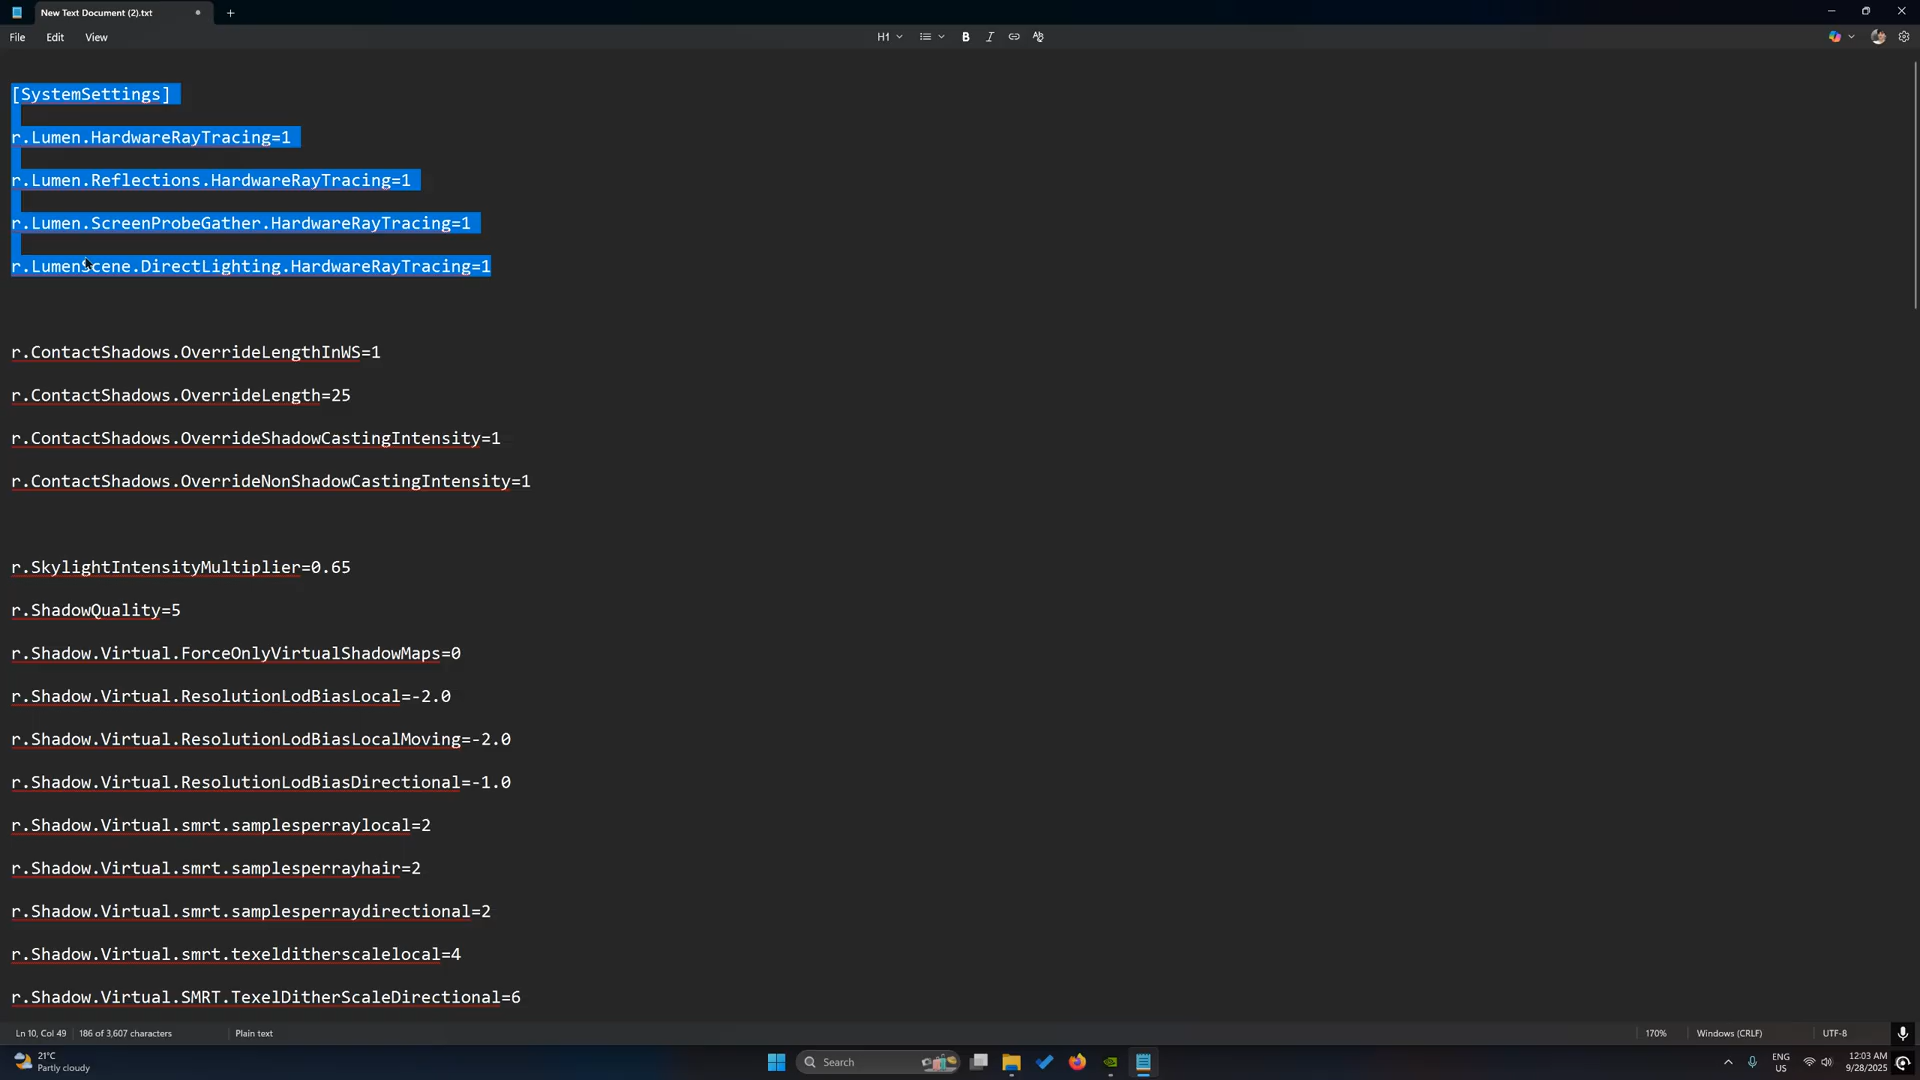 New Text Document (2).txt
File Edit View
H1
[SystemSettings]
r.Lumen.HardwareRayTracing=1
r.Lumen.Reflections.HardwareRayTracing=1
r.Lumen.ScreenProbeGather.HardwareRayTracing=1
r.LumenScene.DirectLighting.HardwareRayTracing=1
r.ContactShadows.OverrideLengthInWS=1
r.ContactShadows.OverrideLength=25
r.ContactShadows.OverrideShadowCastingIntensity=1
r.ContactShadows.OverrideNonShadowCastingIntensity=1
r.SkylightIntensityMultiplier=0.65
r.ShadowQuality=5
r.Shadow.Virtual.ForceOnlyVirtualShadowMaps=0
r.Shadow.Virtual.ResolutionLodBiasLocal=-2.0
r.Shadow.Virtual.ResolutionLodBiasLocalMoving=-2.0
r.Shadow.Virtual.ResolutionLodBiasDirectional=-1.0
r.Shadow.Virtual.smrt.samplesperraylocal=2
r.Shadow.Virtual.smrt.samplesperrayhair=2
r.Shadow.Virtual.smrt.samplesperraydirectional=2
r.Shadow.Virtual.smrt.texelditherscalelocal=4
r.Shadow.Virtual.SMRT.TexelDitherScaleDirectional=6
Ln 10, Col 49 186 of 3,607 characters Plain text 170% Windows (CRLF) UTF-8
21°C
Partly cloudy
Search
ENG
US
12:03 AM
9/28/2025